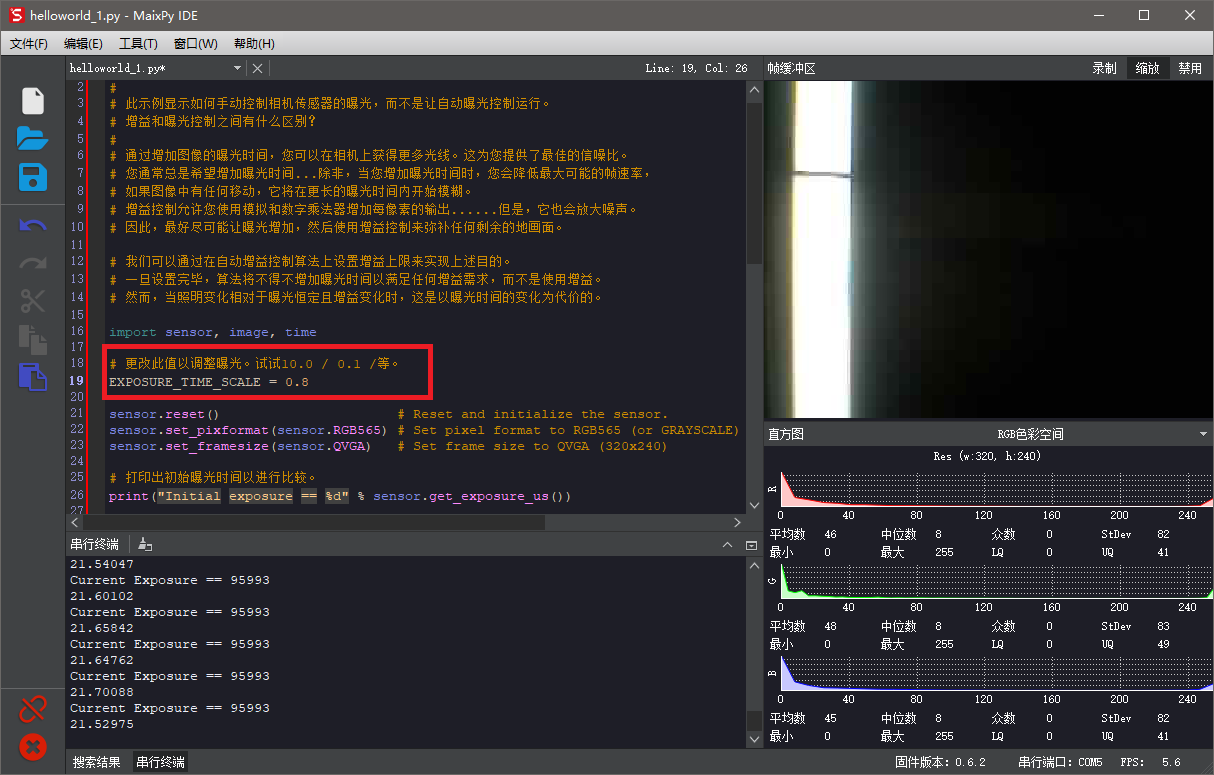 helloworld_1.py - MaixPy IDE
文件(F) 编辑(E) 工具(T) 窗口(W) 帮助(H)
helloworld_1.py* Line: 19, Col: 26
帧缓冲区 录制 缩放 禁用
2 #
3 # 此示例显示如何手动控制相机传感器的曝光，而不是让自动曝光控制运行。
4 # 增益和曝光控制之间有什么区别？
5 #
6 # 通过增加图像的曝光时间，您可以在相机上获得更多光线。这为您提供了最佳的信噪比。
7 # 您通常总是希望增加曝光时间...除非，当您增加曝光时间时，您会降低最大可能的帧速率，
8 # 如果图像中有任何移动，它将在更长的曝光时间内开始模糊。
9 # 增益控制允许您使用模拟和数字乘法器增加每像素的输出......但是，它也会放大噪声。
10 # 因此，最好尽可能让曝光增加，然后使用增益控制来弥补任何剩余的地画面。
11
12 # 我们可以通过在自动增益控制算法上设置增益上限来实现上述目的。
13 # 一旦设置完毕，算法将不得不增加曝光时间以满足任何增益需求，而不是使用增益。
14 # 然而，当照明变化相对于曝光恒定且增益变化时，这是以曝光时间的变化为代价的。
15
16 import sensor, image, time
17
18 # 更改此值以调整曝光。试试10.0 / 0.1 /等。
19 EXPOSURE_TIME_SCALE = 0.8
20
21 sensor.reset() # Reset and initialize the sensor.
22 sensor.set_pixformat(sensor.RGB565) # Set pixel format to RGB565 (or GRAYSCALE)
23 sensor.set_framesize(sensor.QVGA) # Set frame size to QVGA (320x240)
24
25 # 打印出初始曝光时间以进行比较。
26 print("Initial exposure == %d" % sensor.get_exposure_us())
27
串行终端
21.54047
Current Exposure == 95993
21.60102
Current Exposure == 95993
21.65842
Current Exposure == 95993
21.64762
Current Exposure == 95993
21.70088
Current Exposure == 95993
21.52975
搜索结果 串行终端
直方图 RGB色彩空间
Res (w:320, h:240)
R
0 40 80 120 160 200 240
平均数 46 中位数 8 众数 0 StDev 82
最小 0 最大 255 LQ 0 UQ 41
G
0 40 80 120 160 200 240
平均数 48 中位数 8 众数 0 StDev 83
最小 0 最大 255 LQ 0 UQ 49
B
0 40 80 120 160 200 240
平均数 45 中位数 8 众数 0 StDev 82
最小 0 最大 255 LQ 0 UQ 41
固件版本：0.6.2 串行端口：COM5 FPS: 5.6